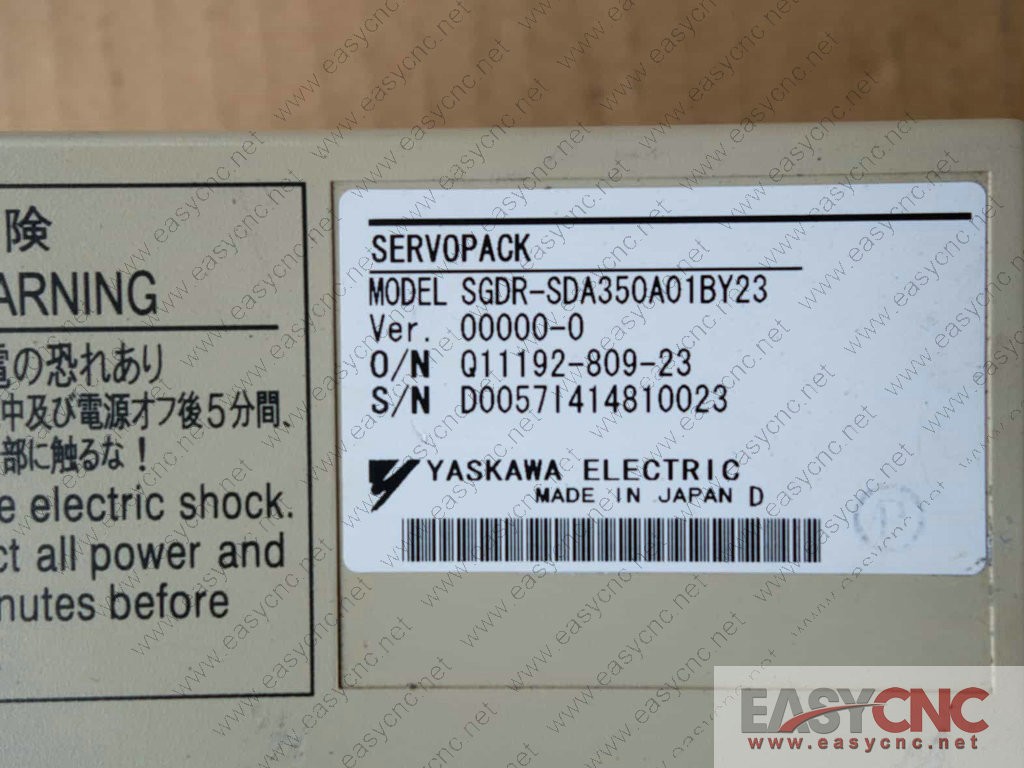 険
ARNING
電の恐れあり
中及び電源オフ後5分間、
部に触るな！
e electric shock.
ct all power and
nutes before
SERVOPACK
MODEL SGDR-SDA350A01BY23
Ver. 00000-0
O/N Q11192-809-23
S/N D0057I414810023
YASKAWA ELECTRIC
MADE IN JAPAN D
EASYCNC
www.easycnc.net